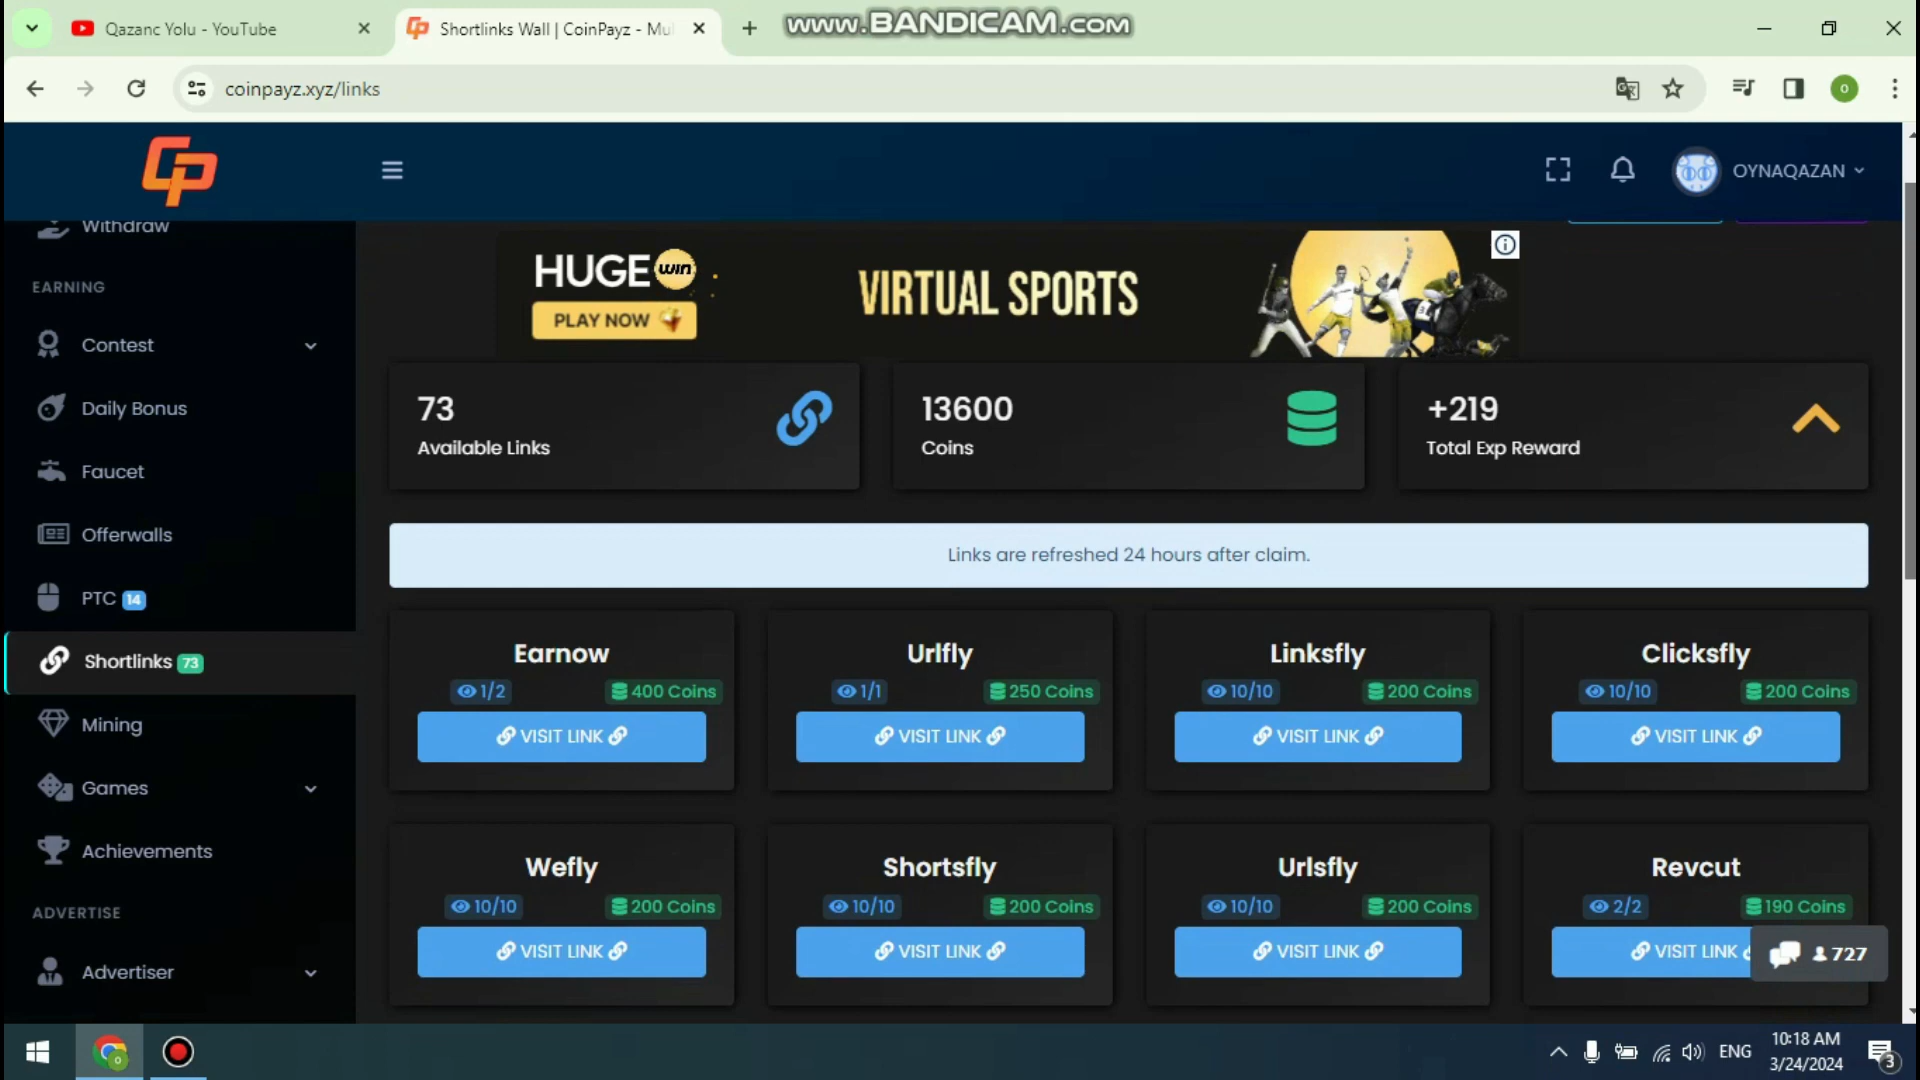 Qazanc Yolu - YouTube
Shortlinks Wall | CoinPayz - Mul
www.BANDICAM.com
coinpayz.xyz/links
OYNAQAZAN
Withdraw
EARNING
Contest
Daily Bonus
Faucet
Offerwalls
PTC 14
Shortlinks 73
Mining
Games
Achievements
ADVERTISE
Advertiser
HUGE win
PLAY NOW
VIRTUAL SPORTS
73
Available Links
13600
Coins
+219
Total Exp Reward
Links are refreshed 24 hours after claim.
Earnow
1/2 400 Coins
VISIT LINK
Urlfly
1/1 250 Coins
VISIT LINK
Linksfly
10/10 200 Coins
VISIT LINK
Clicksfly
10/10 200 Coins
VISIT LINK
Wefly
10/10 200 Coins
VISIT LINK
Shortsfly
10/10 200 Coins
VISIT LINK
Urlsfly
10/10 200 Coins
VISIT LINK
Revcut
2/2 190 Coins
VISIT LINK
727
ENG
10:18 AM
3/24/2024
3